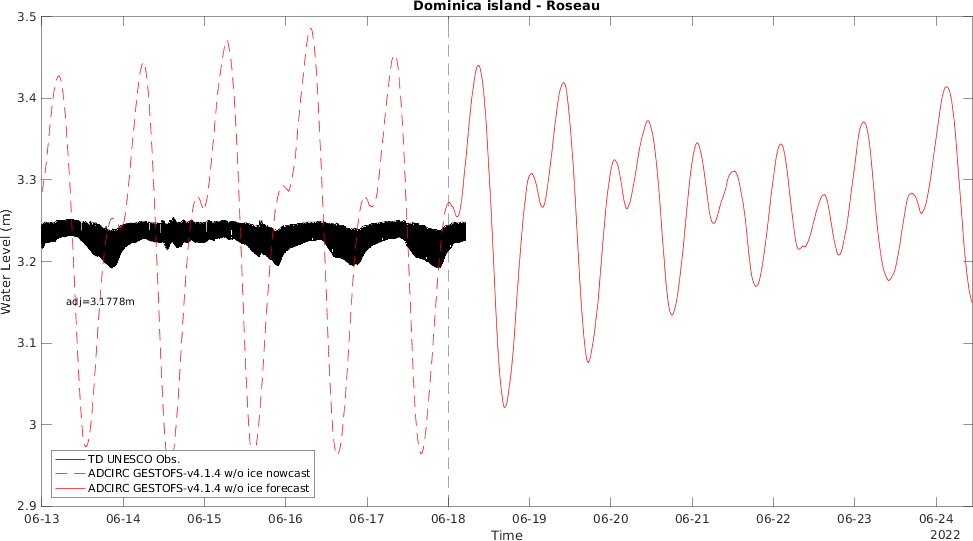 Dominica island - Roseau
3.5
3.4
3.3
3.2
3.1
3
2.9
Water Level (m)
adj=3.1778m
TD UNESCO Obs.
ADCIRC GESTOFS-v4.1.4 w/o ice nowcast
ADCIRC GESTOFS-v4.1.4 w/o ice forecast
06-13 06-14 06-15 06-16 06-17 06-18 06-19 06-20 06-21 06-22 06-23 06-24
Time
2022